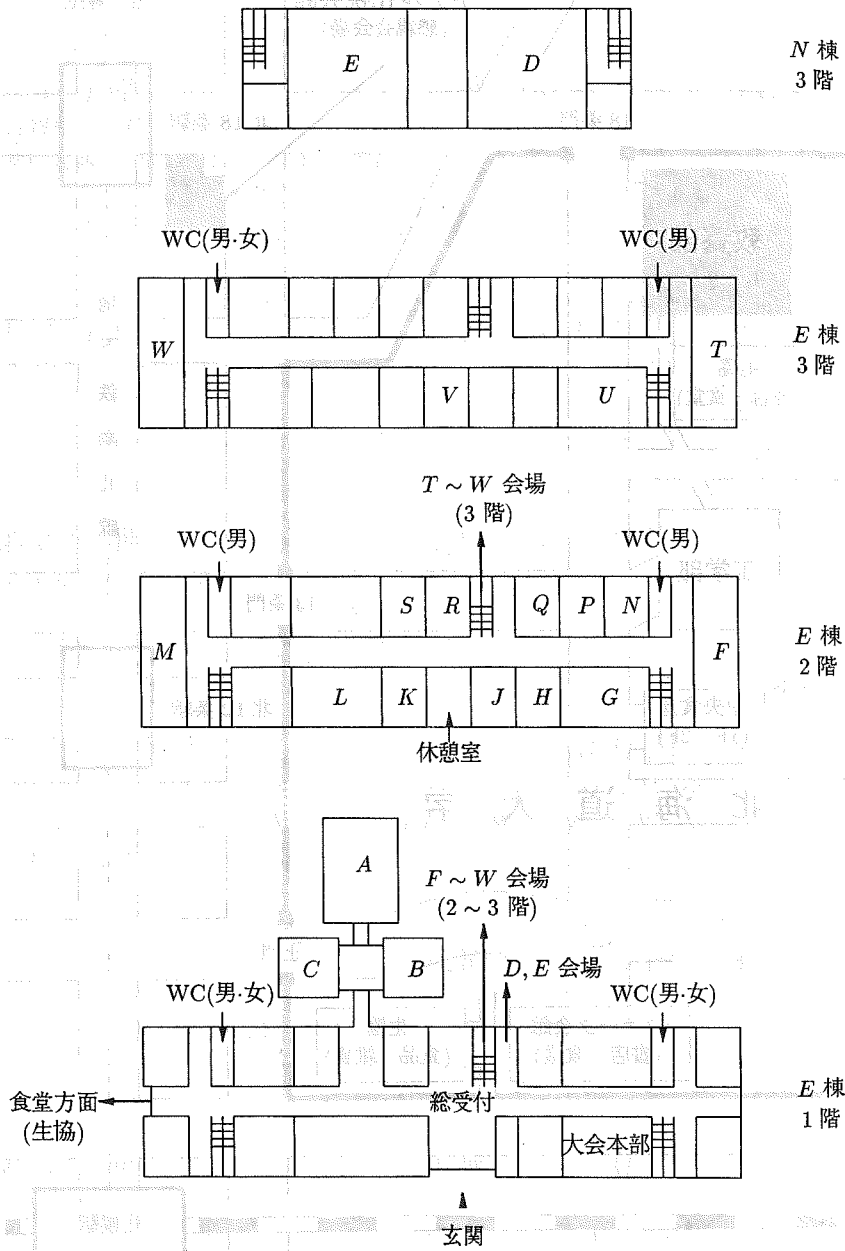 E
D
N 棟
3 階
WC(男·女)
WC(男)
W
T
V
U
E 棟
3 階
T ~ W 会場
(3 階)
WC(男)
WC(男)
S
R
Q
P
N
M
F
L
K
J
H
G
E 棟
2 階
休憩室
A
F ~ W 会場
(2 ~ 3 階)
C
B
D, E 会場
WC(男·女)
WC(男·女)
食堂方面
(生協)
総受付
大会本部
E 棟
1 階
玄関